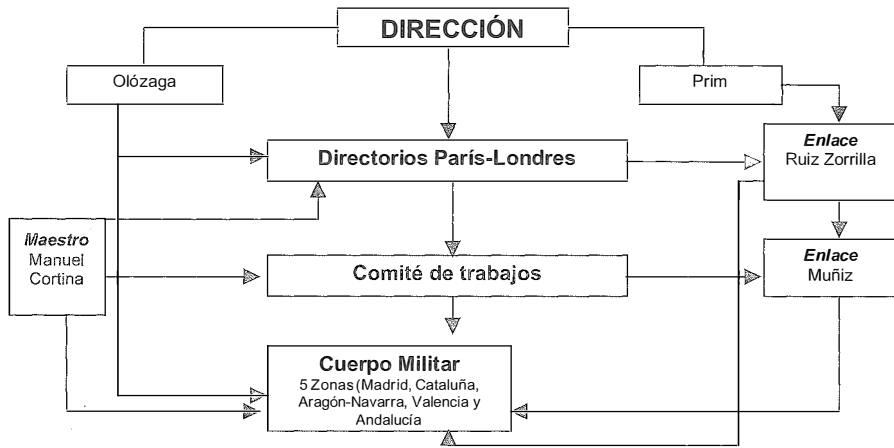 DIRECCIÓN
Olózaga
Prim
Directorios París-Londres
Enlace
Ruiz Zorrilla
Maestro
Manuel
Cortina
Comité de trabajos
Enlace
Muñiz
Cuerpo Militar
5 Zonas (Madrid, Cataluña,
Aragón-Navarra, Valencia y
Andalucía